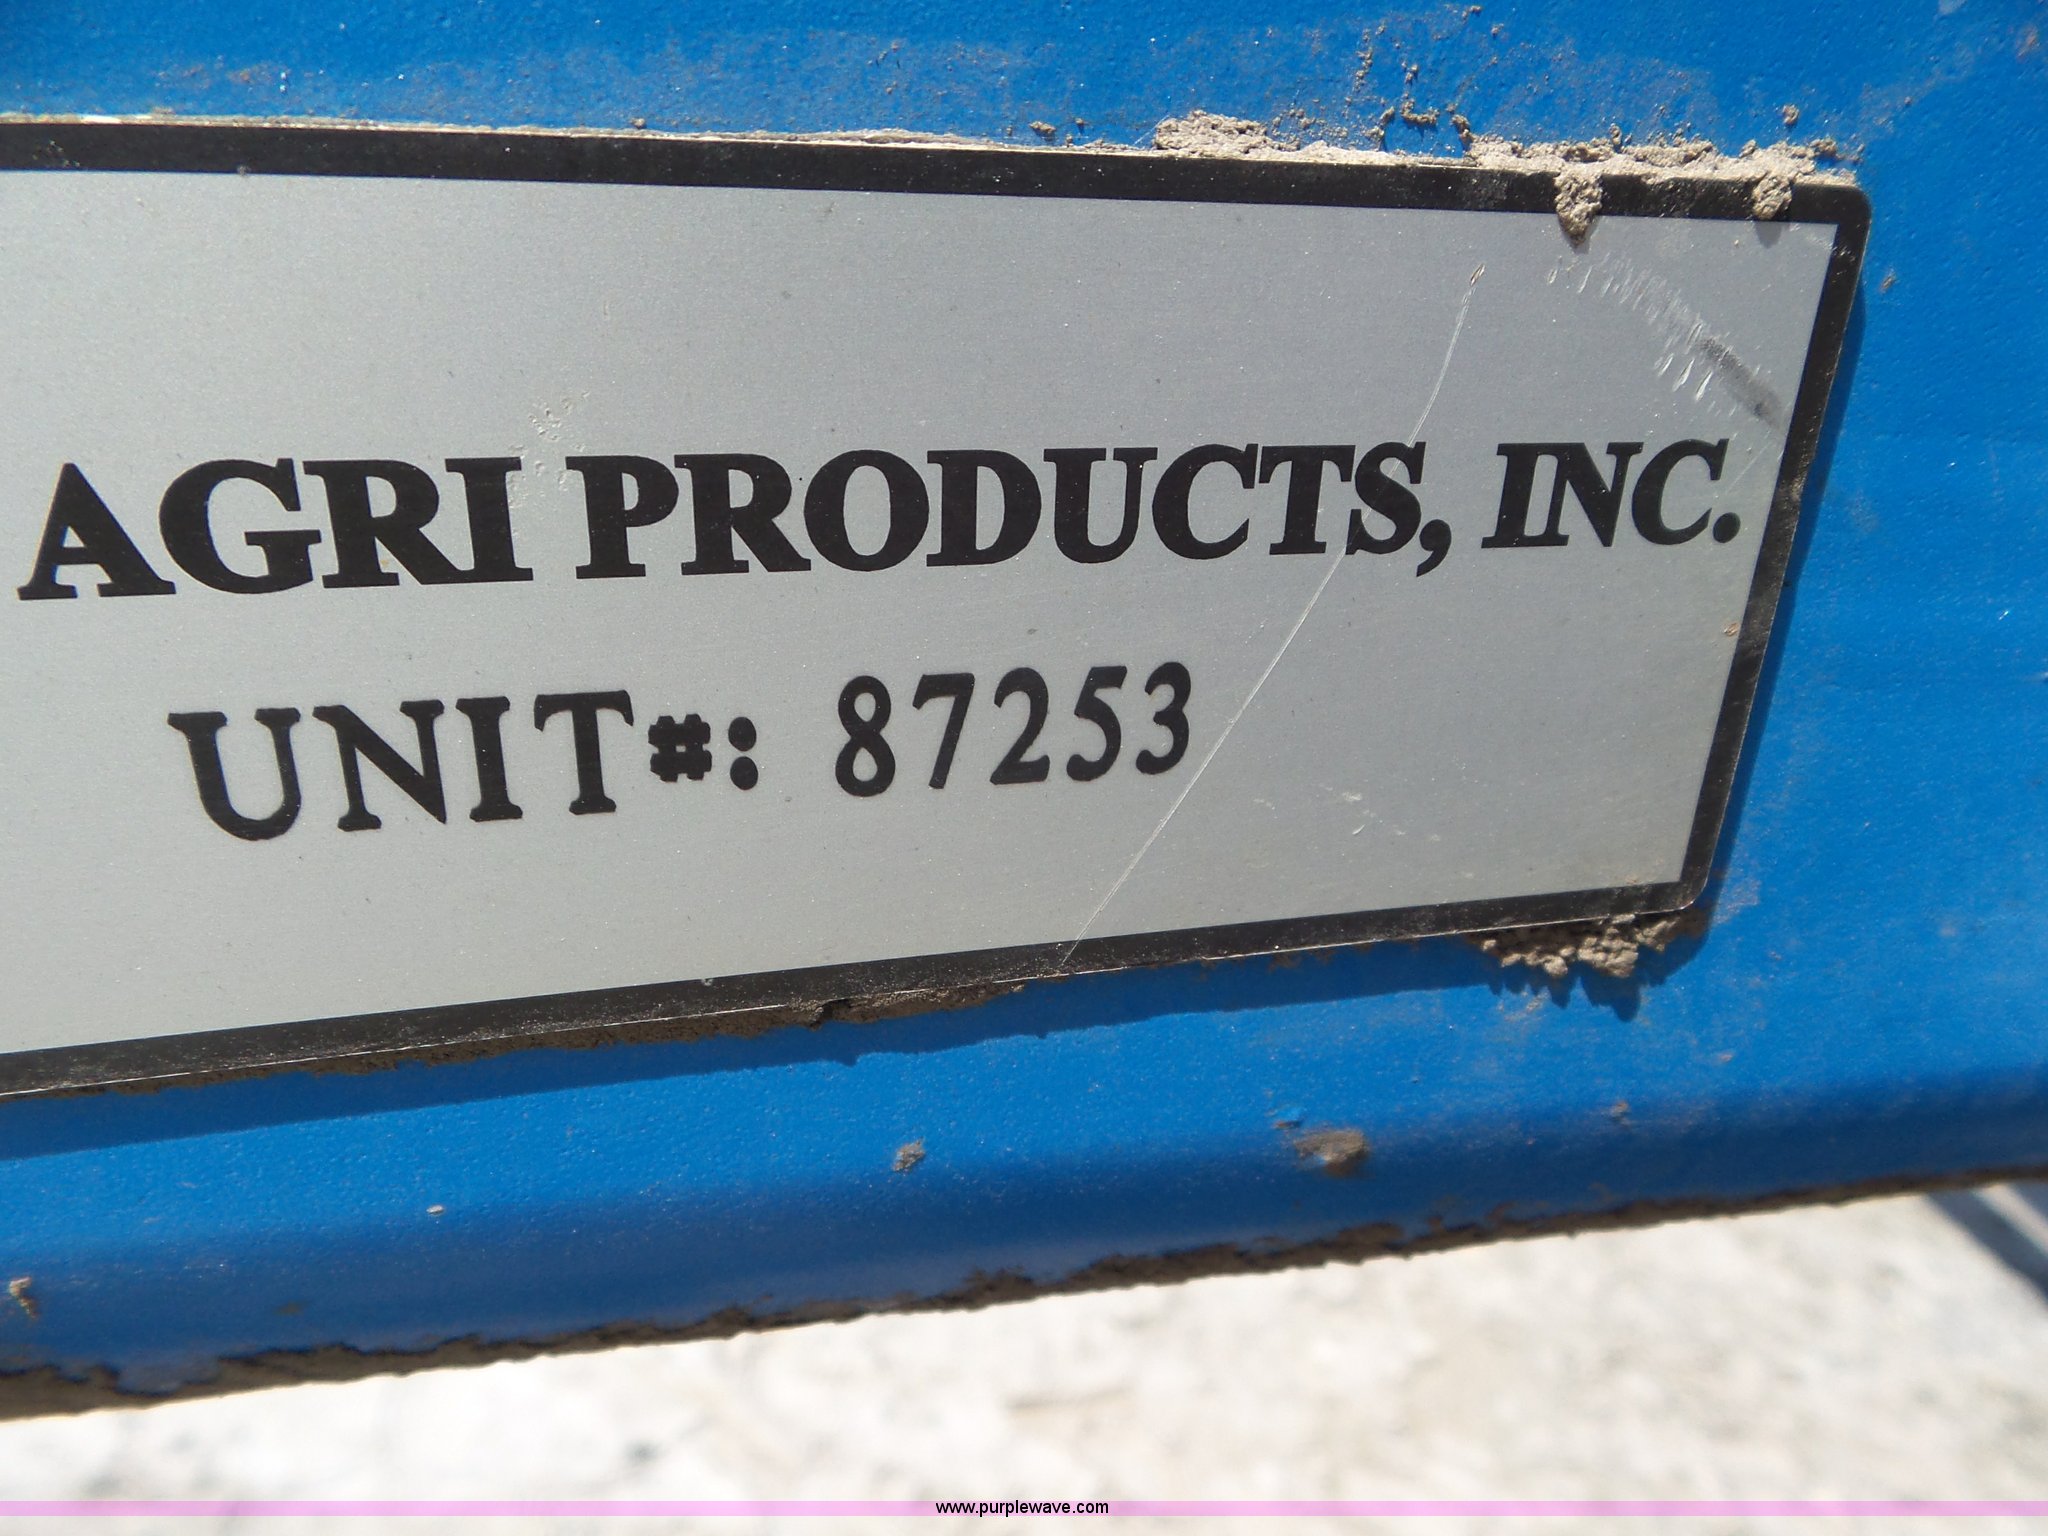 AGRI PRODUCTS, INC.
UNIT#: 87253
www.purplewave.com